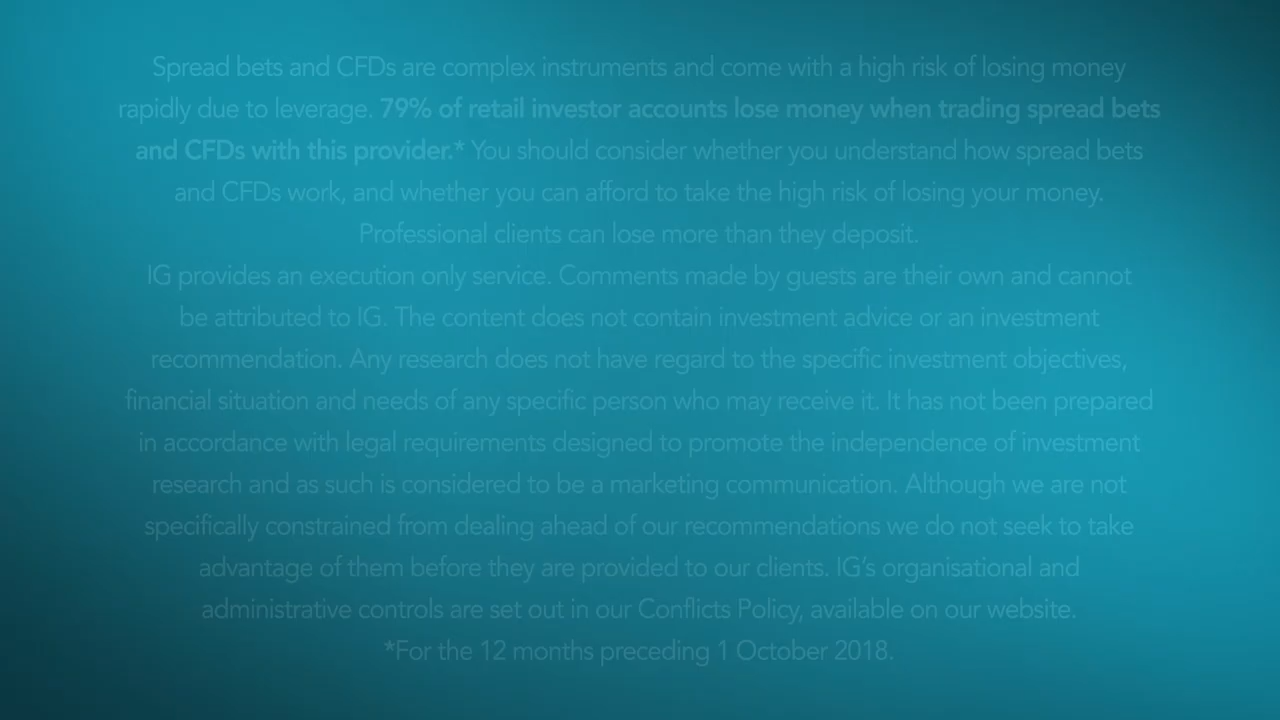 Spread bets and CFDs are complex instruments and come with a high risk of losing money
rapidly due to leverage. 79% of retail investor accounts lose money when trading spread bets
and CFDs with this provider.* You should consider whether you understand how spread bets
and CFDs work, and whether you can afford to take the high risk of losing your money.
Professional clients can lose more than they deposit.
IG provides an execution only service. Comments made by guests are their own and cannot
be attributed to IG. The content does not contain investment advice or an investment
recommendation. Any research does not have regard to the specific investment objectives,
financial situation and needs of any specific person who may receive it. It has not been prepared
in accordance with legal requirements designed to promote the independence of investment
research and as such is considered to be a marketing communication. Although we are not
specifically constrained from dealing ahead of our recommendations we do not seek to take
advantage of them before they are provided to our clients. IG's organisational and
administrative controls are set out in our Conflicts Policy, available on our website.
*For the 12 months preceding 1 October 2018.